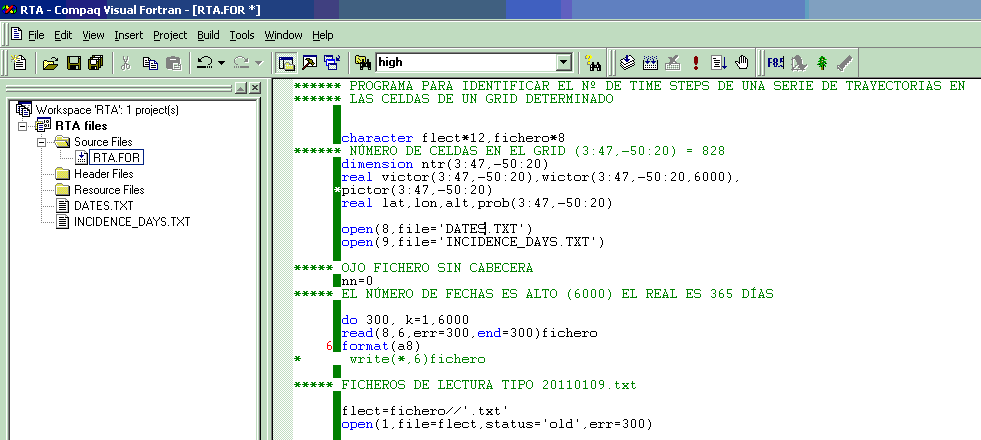 RTA - Compaq Visual Fortran - [RTA.FOR *]
File Edit View Insert Project Build Tools Window Help
high
F8.5
Workspace 'RTA': 1 project(s)
RTA files
Source Files
RTA.FOR
Header Files
Resource Files
DATES.TXT
INCIDENCE_DAYS.TXT
****** PROGRAMA PARA IDENTIFICAR EL Nº DE TIME STEPS DE UNA SERIE DE TRAYECTORIAS EN
****** LAS CELDAS DE UN GRID DETERMINADO
character flect*12,fichero*8
****** NÚMERO DE CELDAS EN EL GRID (3:47,-50:20) = 828
dimension ntr(3:47,-50:20)
real victor(3:47,-50:20),wictor(3:47,-50:20,6000),
*pictor(3:47,-50:20)
real lat,lon,alt,prob(3:47,-50:20)
open(8,file='DATES.TXT')
open(9,file='INCIDENCE_DAYS.TXT')
***** OJO FICHERO SIN CABECERA
nn=0
***** EL NÚMERO DE FECHAS ES ALTO (6000) EL REAL ES 365 DÍAS
do 300, k=1,6000
read(8,6,err=300,end=300)fichero
6 format(a8)
* write(*,6)fichero
***** FICHEROS DE LECTURA TIPO 20110109.txt
flect=fichero//'.txt'
open(1,file=flect,status='old',err=300)